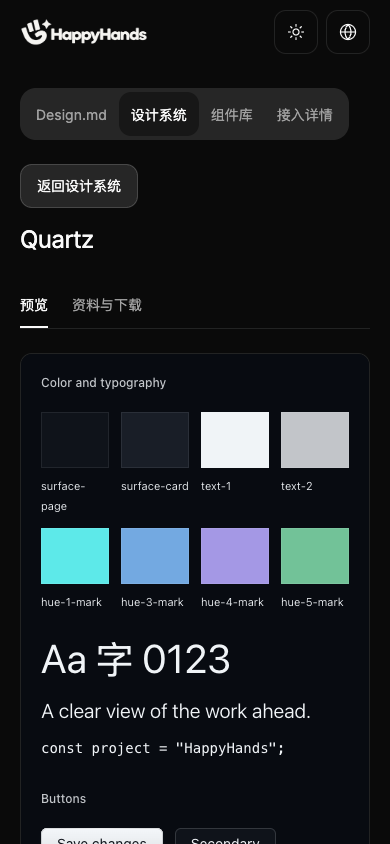 HappyHands
Design.md 设计系统 组件库 接入详情
返回设计系统
Quartz
预览 资料与下载
Color and typography
surface-page surface-card text-1 text-2
hue-1-mark hue-3-mark hue-4-mark hue-5-mark
Aa 字 0123
A clear view of the work ahead.
const project = "HappyHands";
Buttons
Save changes Secondary